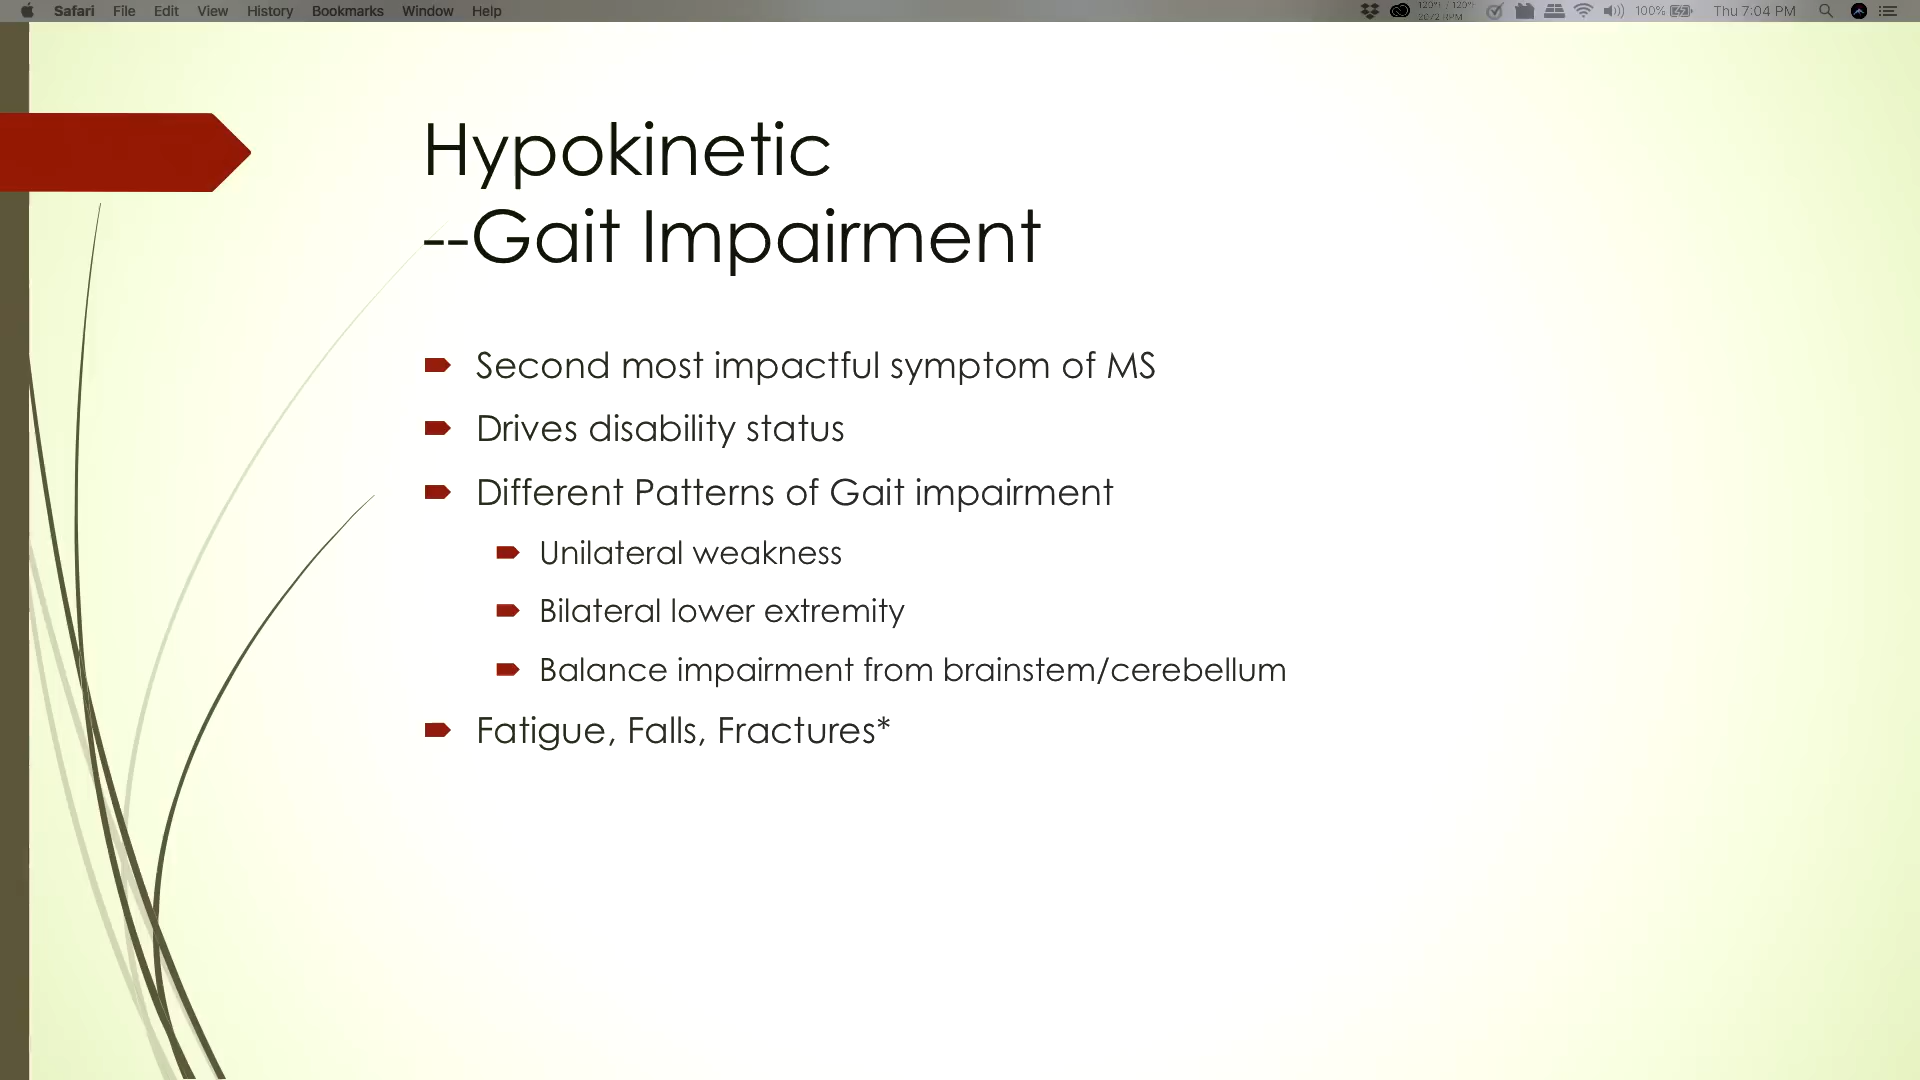 Safari File Edit View History Bookmarks Window Help 100% Thu 7:04 PM
Hypokinetic
--Gait Impairment
Second most impactful symptom of MS
Drives disability status
Different Patterns of Gait impairment
Unilateral weakness
Bilateral lower extremity
Balance impairment from brainstem/cerebellum
Fatigue, Falls, Fractures*